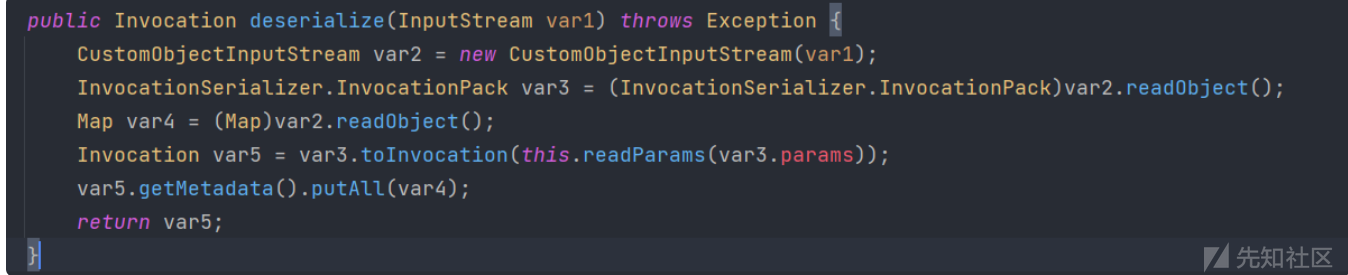 public Invocation deserialize(InputStream var1) throws Exception {
CustomObjectInputStream var2 = new CustomObjectInputStream(var1);
InvocationSerializer.InvocationPack var3 = (InvocationSerializer.InvocationPack)var2.readObject();
Map var4 = (Map)var2.readObject();
Invocation var5 = var3.toInvocation(this.readParams(var3.params));
var5.getMetadata().putAll(var4);
return var5;
}
先知社区